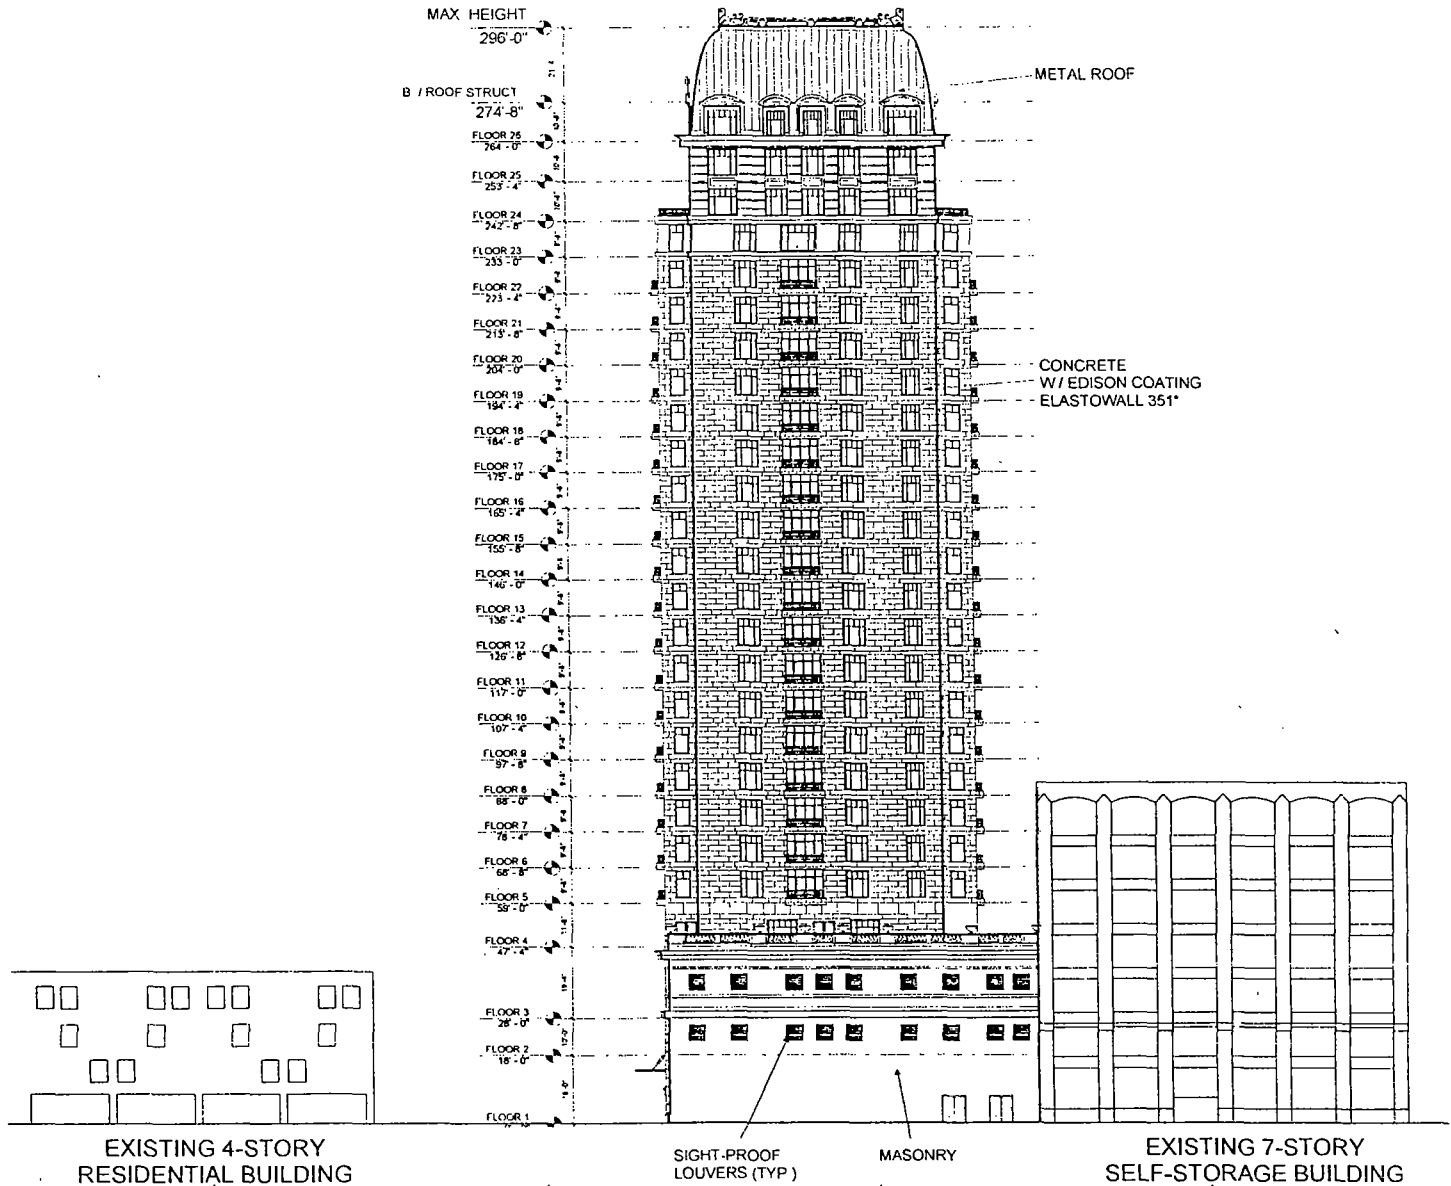 MAX HEIGHT
296'-0"
B / ROOF STRUCT
274'-8"
METAL ROOF
FLOOR 26
264 - 0"
FLOOR 25
253' - 4"
FLOOR 24
242' - 8"
FLOOR 23
233 - 0"
FLOOR 22
223 - 4"
FLOOR 21
213' - 8"
FLOOR 20
204' - 0"
CONCRETE
W / EDISON COATING
ELASTOWALL 351"
FLOOR 19
194' - 4"
FLOOR 18
184' - 8"
FLOOR 17
175' - 0"
FLOOR 16
165' - 4"
FLOOR 15
155' - 8"
FLOOR 14
146' - 0"
FLOOR 13
136' - 4"
FLOOR 12
126' - 8"
FLOOR 11
117' - 0"
FLOOR 10
107' - 4"
FLOOR 9
97' - 8"
FLOOR 8
88' - 0"
FLOOR 7
78' - 4"
FLOOR 6
68' - 8"
FLOOR 5
59' - 0"
FLOOR 4
47' - 4"
FLOOR 3
28' - 0"
FLOOR 2
16' - 0"
FLOOR 1
EXISTING 4-STORY
RESIDENTIAL BUILDING
SIGHT-PROOF
LOUVERS (TYP )
MASONRY
EXISTING 7-STORY
SELF-STORAGE BUILDING